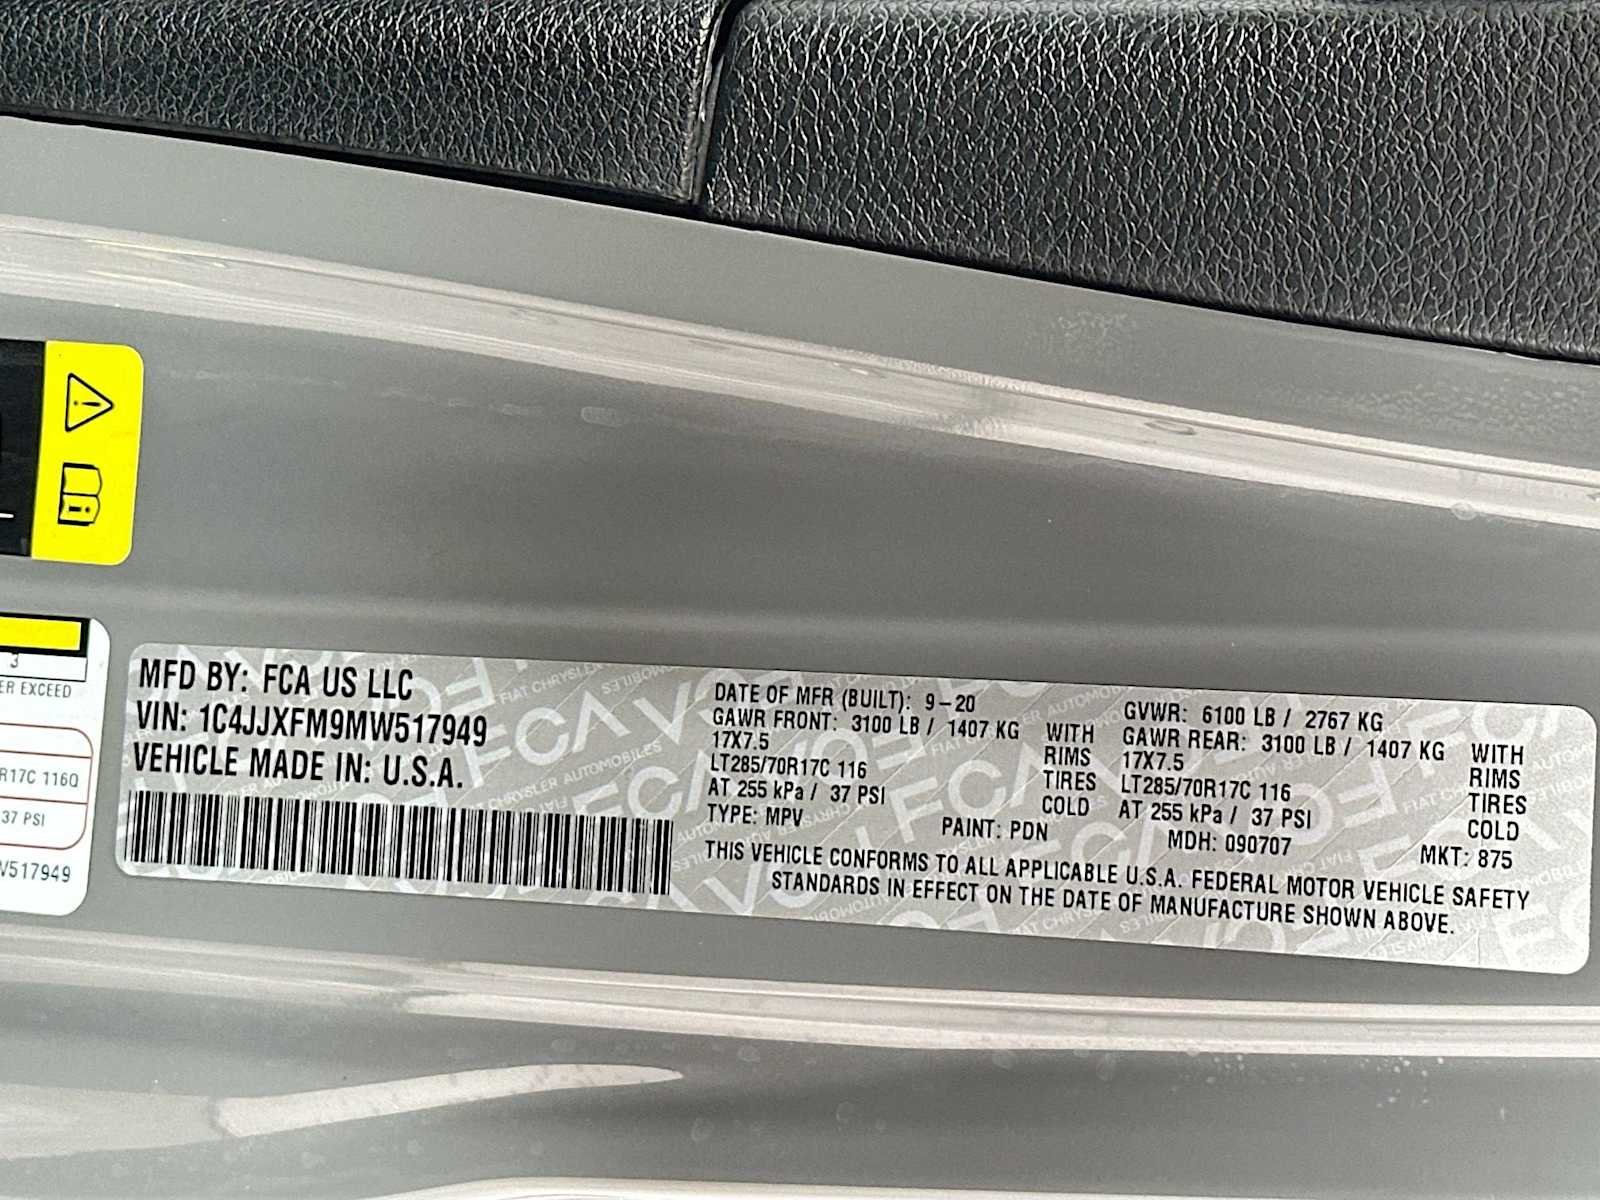 3
ER EXCEED
R17C 116Q
37 PSI
W517949
MFD BY: FCA US LLC
VIN: 1C4JJXFM9MW517949
VEHICLE MADE IN: U.S.A.
DATE OF MFR (BUILT): 9-20
GAWR FRONT: 3100 LB / 1407 KG WITH
17X7.5 RIMS
LT285/70R17C 116 TIRES
AT 255 kPa / 37 PSI COLD
TYPE: MPV PAINT: PDN
GVWR: 6100 LB / 2767 KG
GAWR REAR: 3100 LB / 1407 KG WITH
17X7.5 RIMS
LT285/70R17C 116 TIRES
AT 255 kPa / 37 PSI COLD
MDH: 090707 MKT: 875
THIS VEHICLE CONFORMS TO ALL APPLICABLE U.S.A. FEDERAL MOTOR VEHICLE SAFETY
STANDARDS IN EFFECT ON THE DATE OF MANUFACTURE SHOWN ABOVE.